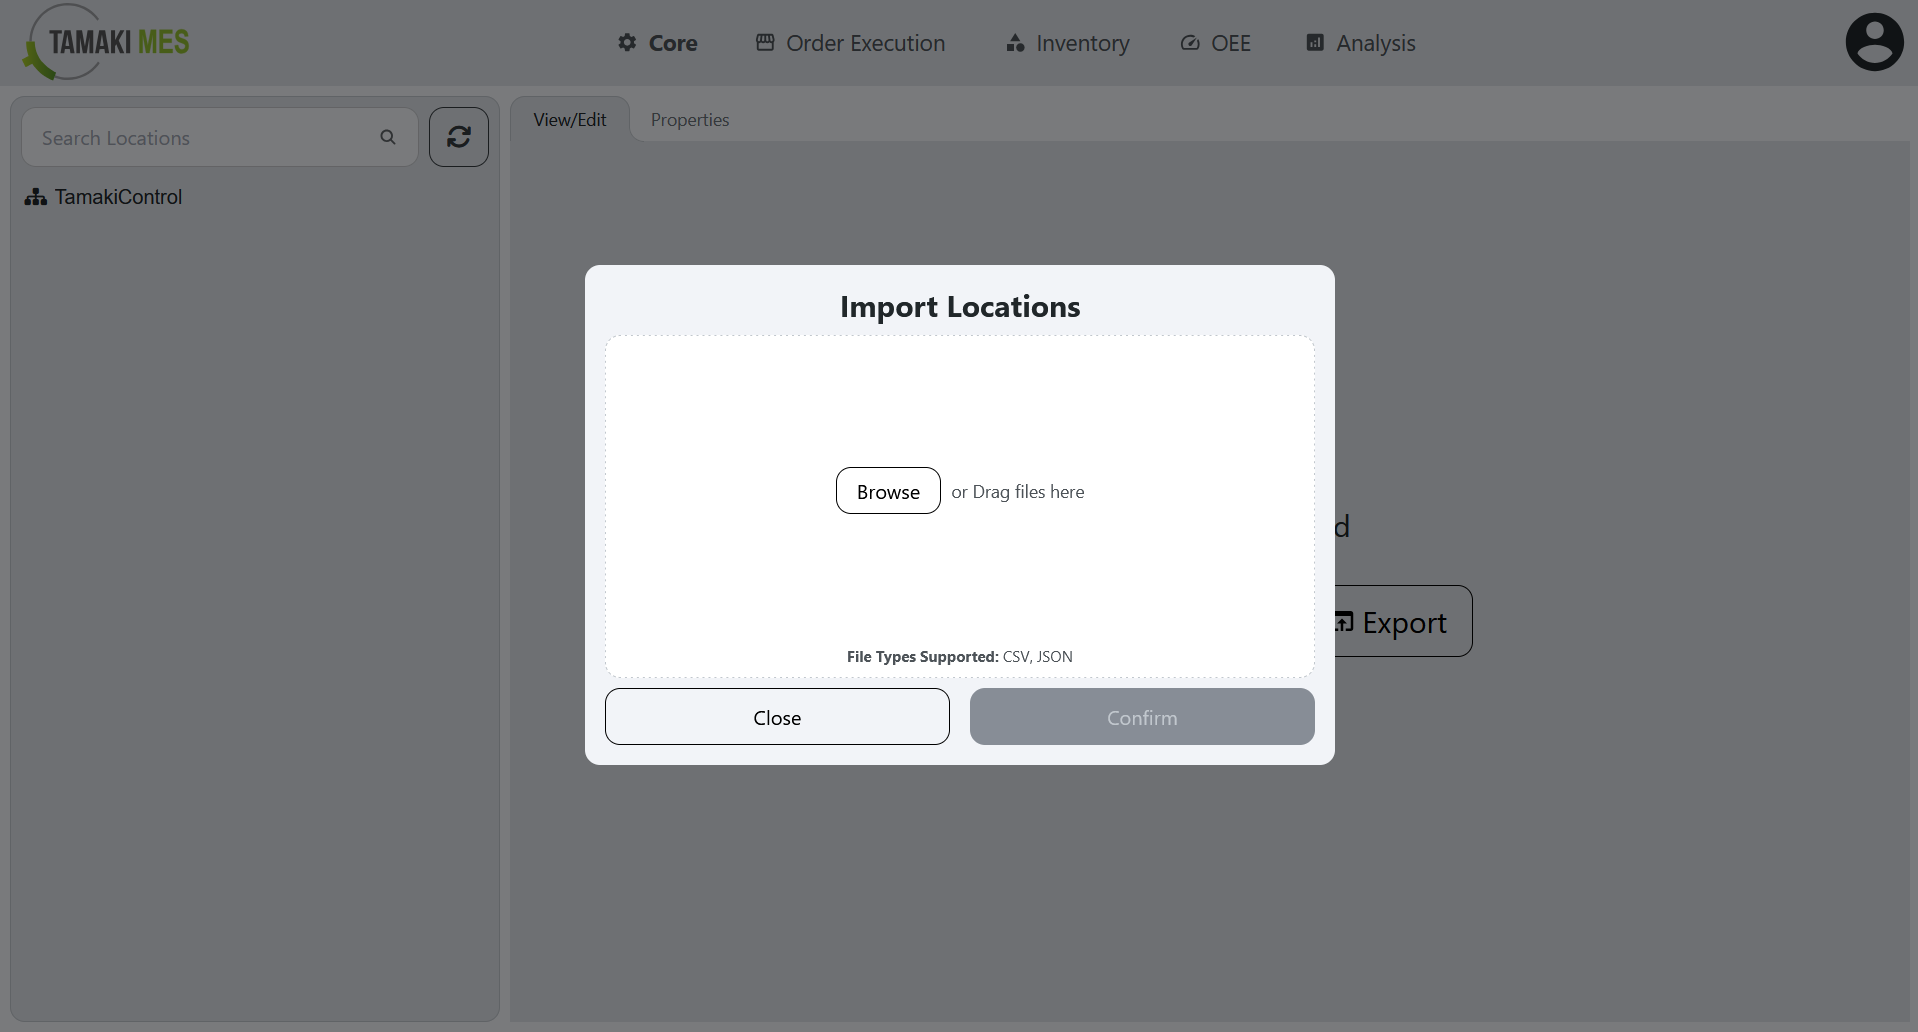 TAMAKI MES
Core
Order Execution
Inventory
OEE
Analysis
Search Locations
View/Edit
Properties
TamakiControl
Import Locations
Browse or Drag files here
d
Export
File Types Supported: CSV, JSON
Close
Confirm